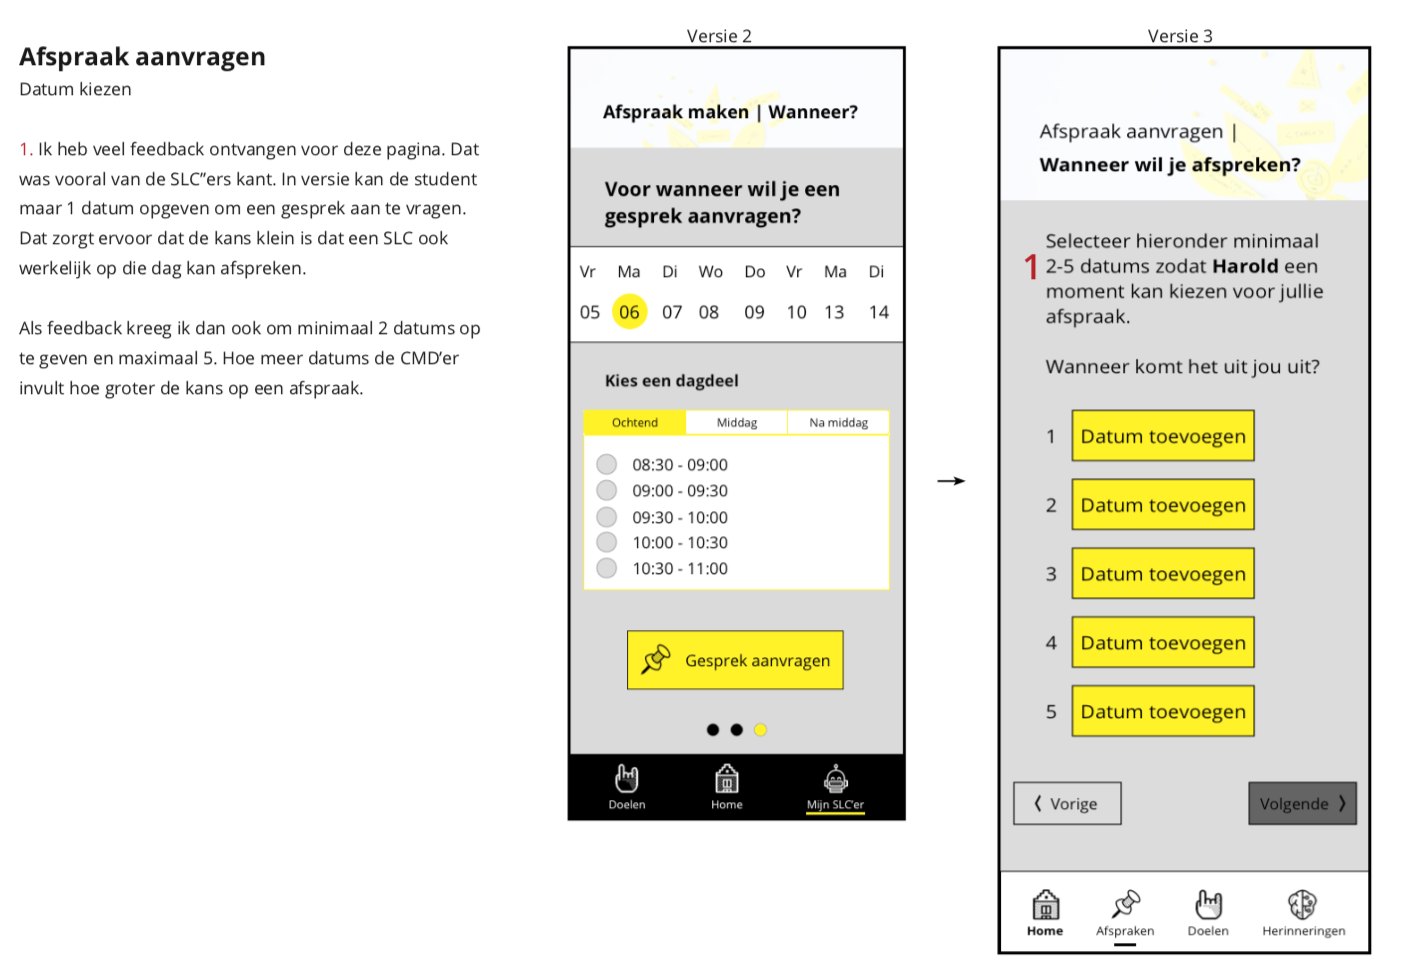 Afspraak aanvragen
Datum kiezen
1. Ik heb veel feedback ontvangen voor deze pagina. Dat
was vooral van de SLC”ers kant. In versie kan de student
maar 1 datum opgeven om een gesprek aan te vragen.
Dat zorgt ervoor dat de kans klein is dat een SLC ook
werkelijk op die dag kan afspreken.
Als feedback kreeg ik dan ook om minimaal 2 datums op
te geven en maximaal 5. Hoe meer datums de CMD’er
invult hoe groter de kans op een afspraak.
Versie 2
Afspraak maken | Wanneer?
Voor wanneer wil je een
gesprek aanvragen?
Vr Ma Di Wo Do Vr Ma Di
05 06 07 08 09 10 13 14
Kies een dagdeel
Ochtend Middag Na middag
08:30 - 09:00
09:00 - 09:30
09:30 - 10:00
10:00 - 10:30
10:30 - 11:00
Gesprek aanvragen
Doelen Home Mijn SLC'er
Versie 3
Afspraak aanvragen |
Wanneer wil je afspreken?
1
Selecteer hieronder minimaal
2-5 datums zodat Harold een
moment kan kiezen voor jullie
afspraak.
Wanneer komt het uit jou uit?
1 Datum toevoegen
2 Datum toevoegen
3 Datum toevoegen
4 Datum toevoegen
5 Datum toevoegen
Vorige Volgende
Home Afspraken Doelen Herinneringen